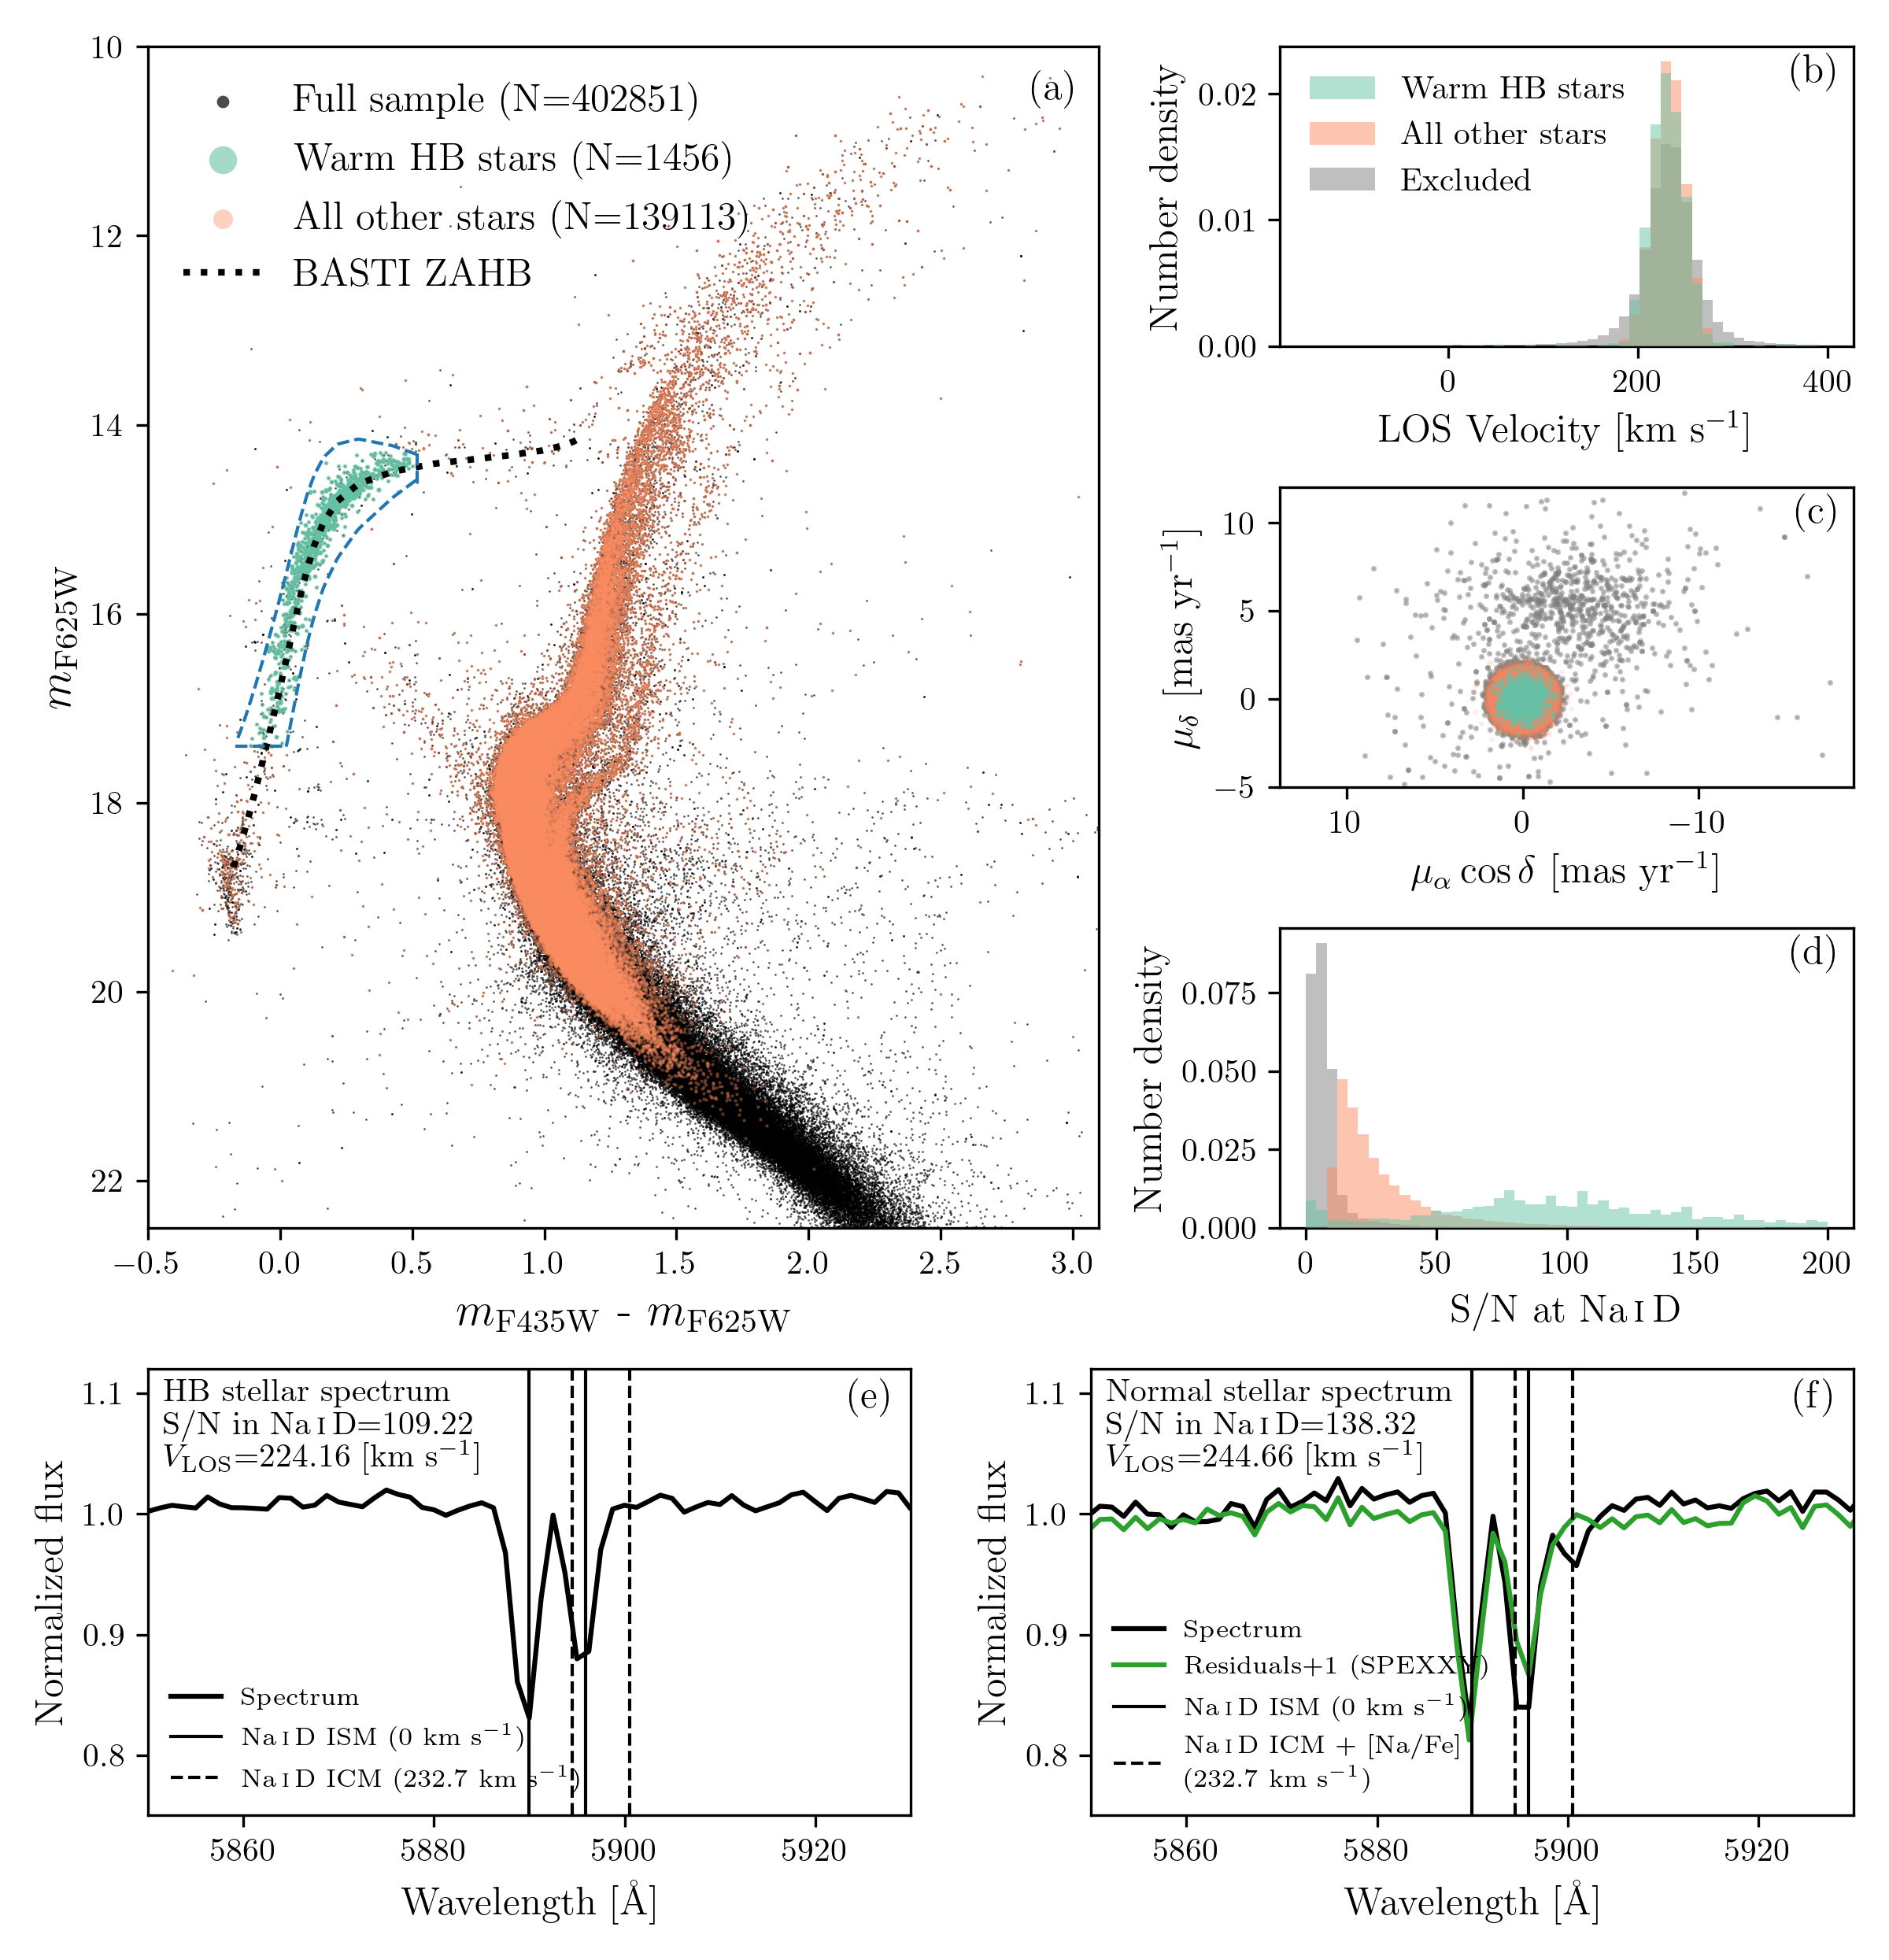 (a)
Full sample (N=402851)
Warm HB stars (N=1456)
All other stars (N=139113)
BASTI ZAHB
10
12
14
16
18
20
22
m_F625W
−0.5 0.0 0.5 1.0 1.5 2.0 2.5 3.0
m_F435W - m_F625W
(b)
Warm HB stars
All other stars
Excluded
0.02
0.01
0.00
Number density
0 200 400
LOS Velocity [km s⁻¹]
(c)
10
5
0
−5
μ_δ [mas yr⁻¹]
10 0 −10
μ_α cos δ [mas yr⁻¹]
(d)
0.075
0.050
0.025
0.000
Number density
0 50 100 150 200
S/N at Na I D
(e)
HB stellar spectrum
S/N in Na I D=109.22
V_LOS=224.16 [km s⁻¹]
1.1
1.0
0.9
0.8
Normalized flux
Spectrum
Na I D ISM (0 km s⁻¹)
Na I D ICM (232.7 km s⁻¹)
5860 5880 5900 5920
Wavelength [Å]
(f)
Normal stellar spectrum
S/N in Na I D=138.32
V_LOS=244.66 [km s⁻¹]
1.1
1.0
0.9
0.8
Normalized flux
Spectrum
Residuals+1 (SPEXXY)
Na I D ISM (0 km s⁻¹)
Na I D ICM + [Na/Fe]
(232.7 km s⁻¹)
5860 5880 5900 5920
Wavelength [Å]